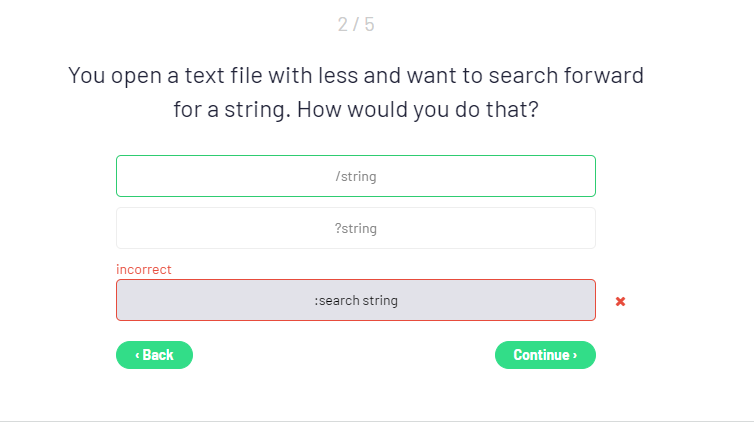 2 / 5
You open a text file with less and want to search forward
for a string. How would you do that?
/string
?string
incorrect
:search string
‹ Back
Continue ›